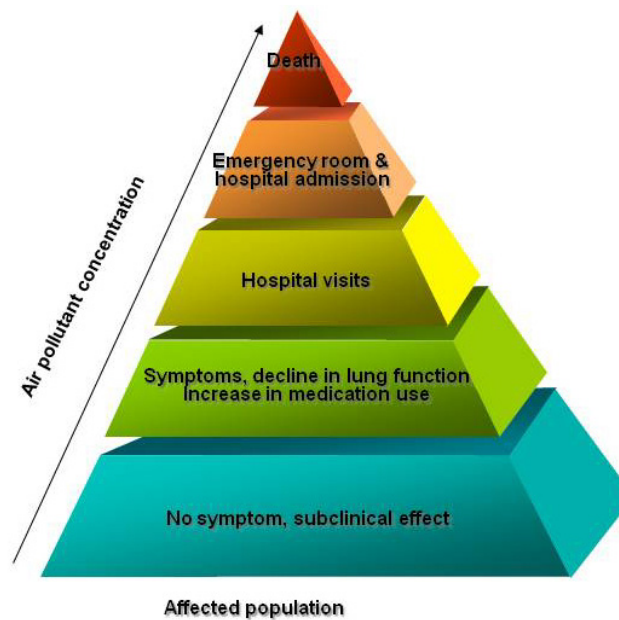 Death
Emergency room &
hospital admission
Hospital visits
Symptoms, decline in lung function
Increase in medication use
No symptom, subclinical effect
Air pollutant concentration
Affected population